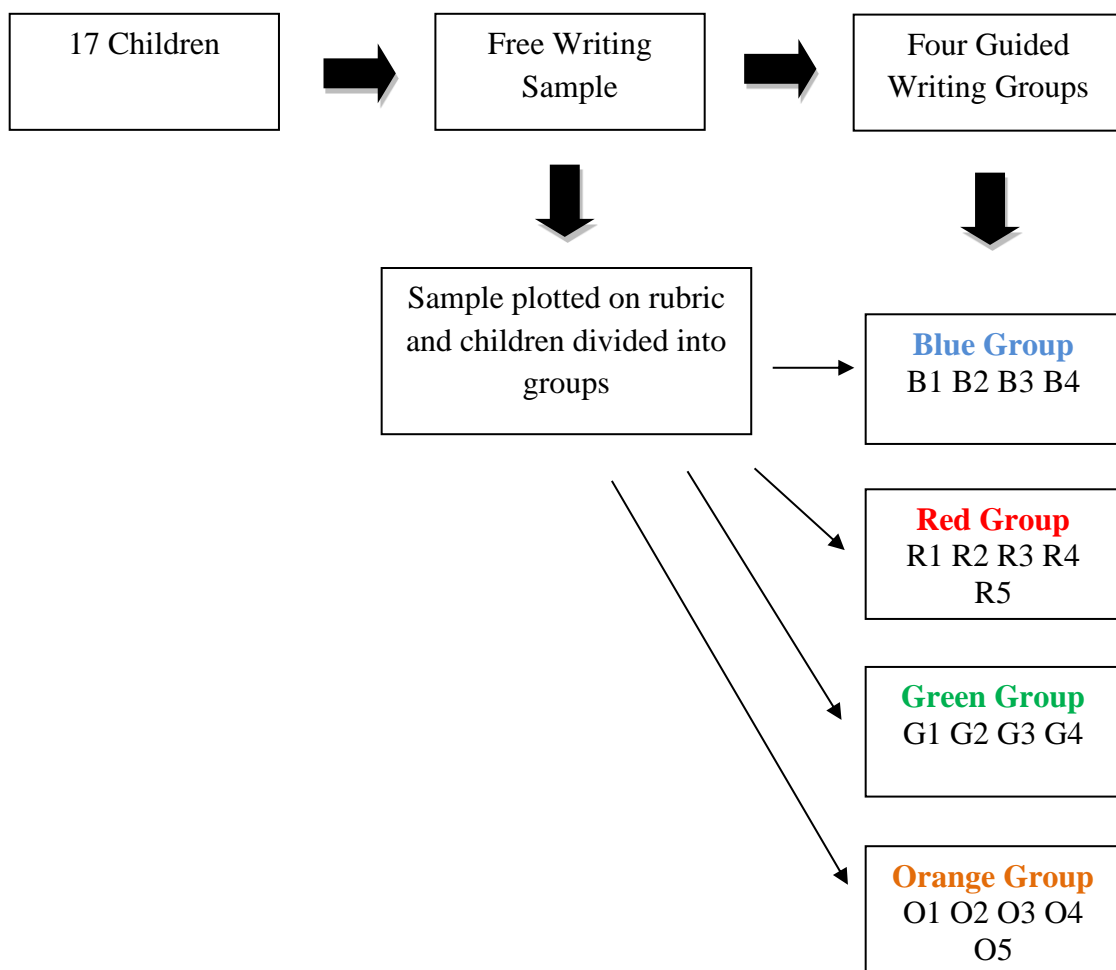 17 Children
Free Writing
Sample
Four Guided
Writing Groups
Sample plotted on rubric
and children divided into
groups
Blue Group
B1 B2 B3 B4
Red Group
R1 R2 R3 R4
R5
Green Group
G1 G2 G3 G4
Orange Group
O1 O2 O3 O4
O5